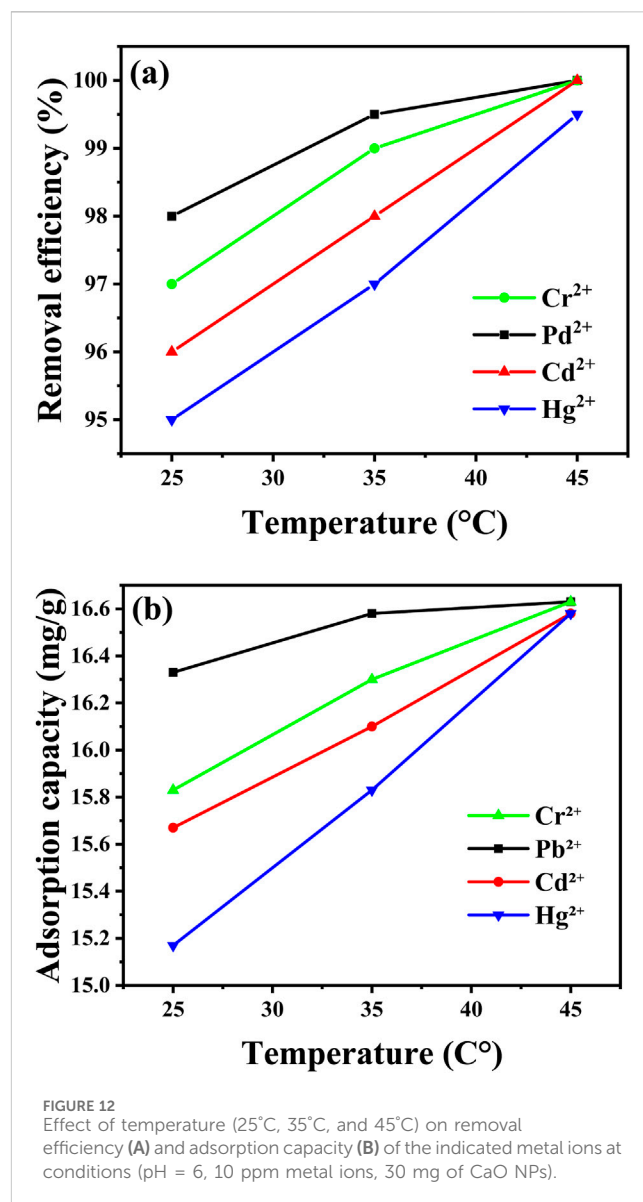 (a)
100
99
98
97
96
95
Removal efficiency (%)
Cr²⁺
Pd²⁺
Cd²⁺
Hg²⁺
25 30 35 40 45
Temperature (°C)
(b)
16.6
16.4
16.2
16.0
15.8
15.6
15.4
15.2
15.0
Adsorption capacity (mg/g)
Cr²⁺
Pb²⁺
Cd²⁺
Hg²⁺
25 30 35 40 45
Temperature (C°)
FIGURE 12
Effect of temperature (25°C, 35°C, and 45°C) on removal
efficiency (A) and adsorption capacity (B) of the indicated metal ions at
conditions (pH = 6, 10 ppm metal ions, 30 mg of CaO NPs).